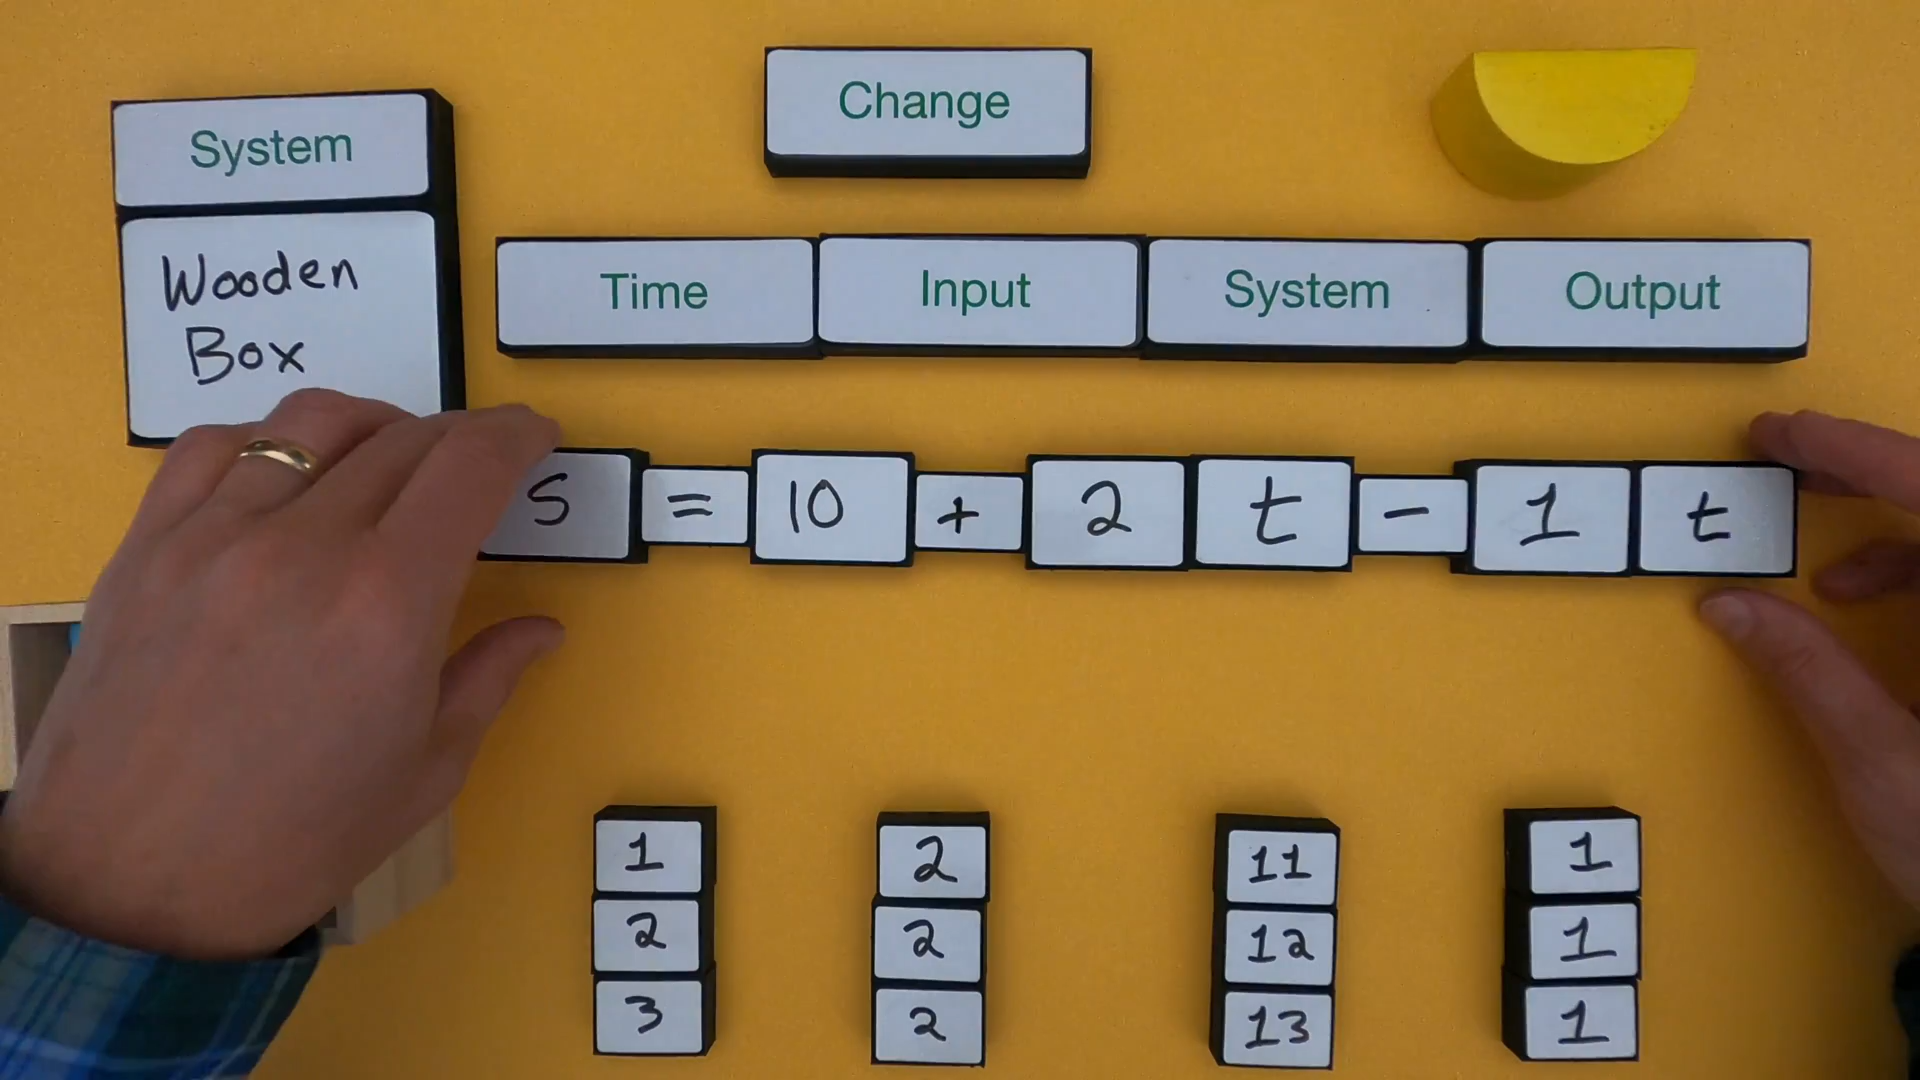 Change
System
Wooden
Box
Time Input System Output
S = 10 + 2 t - 1 t
1 2 11 1
2 2 12 1
3 2 13 1